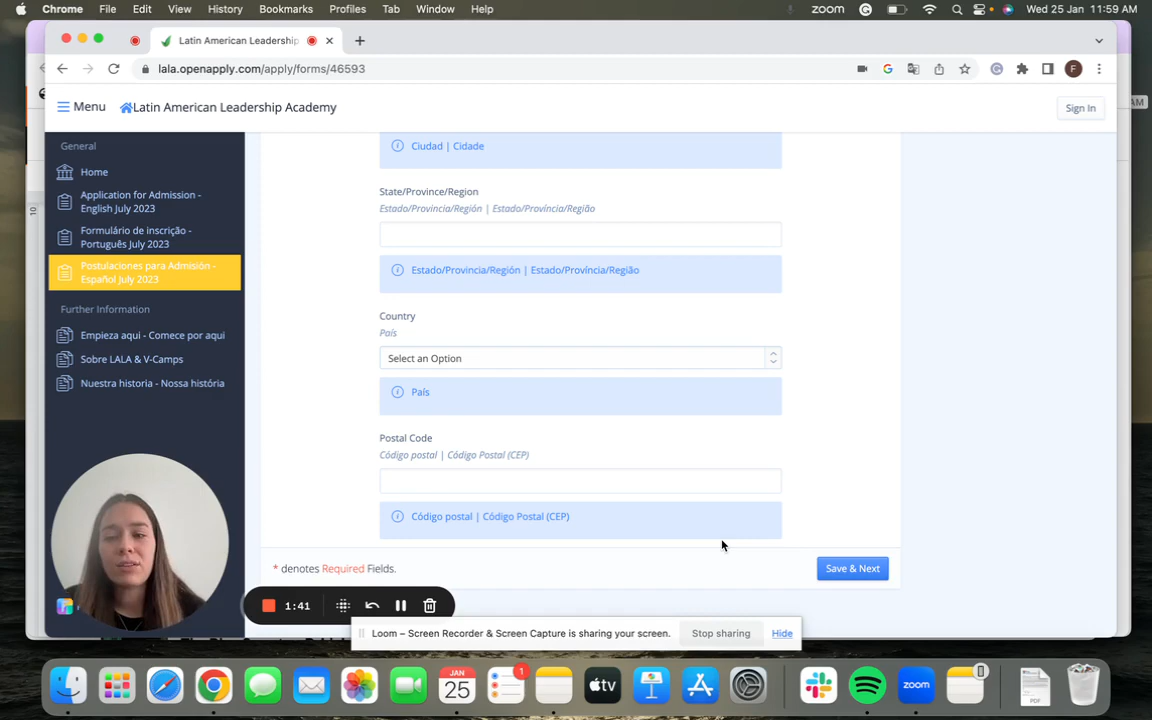 Chrome File Edit View History Bookmarks Profiles Tab Window Help zoom Wed 25 Jan 11:59 AM
Latin American Leadership
lala.openapply.com/apply/forms/46593
F
AM
Menu Latin American Leadership Academy Sign In
General
Home
Application for Admission -
English July 2023
Formulário de inscrição -
Português July 2023
Postulaciones para Admisión -
Español July 2023
Further Information
Empieza aqui - Comece por aqui
Sobre LALA & V-Camps
Nuestra historia - Nossa história
Ciudad | Cidade
State/Province/Region
Estado/Provincia/Región | Estado/Província/Região
Estado/Provincia/Región | Estado/Província/Região
Country
País
Select an Option
País
Postal Code
Código postal | Código Postal (CEP)
Código postal | Código Postal (CEP)
* denotes Required Fields.
Save & Next
1:41
Loom – Screen Recorder & Screen Capture is sharing your screen. Stop sharing Hide
JAN
25
1
tv
zoom
PDF